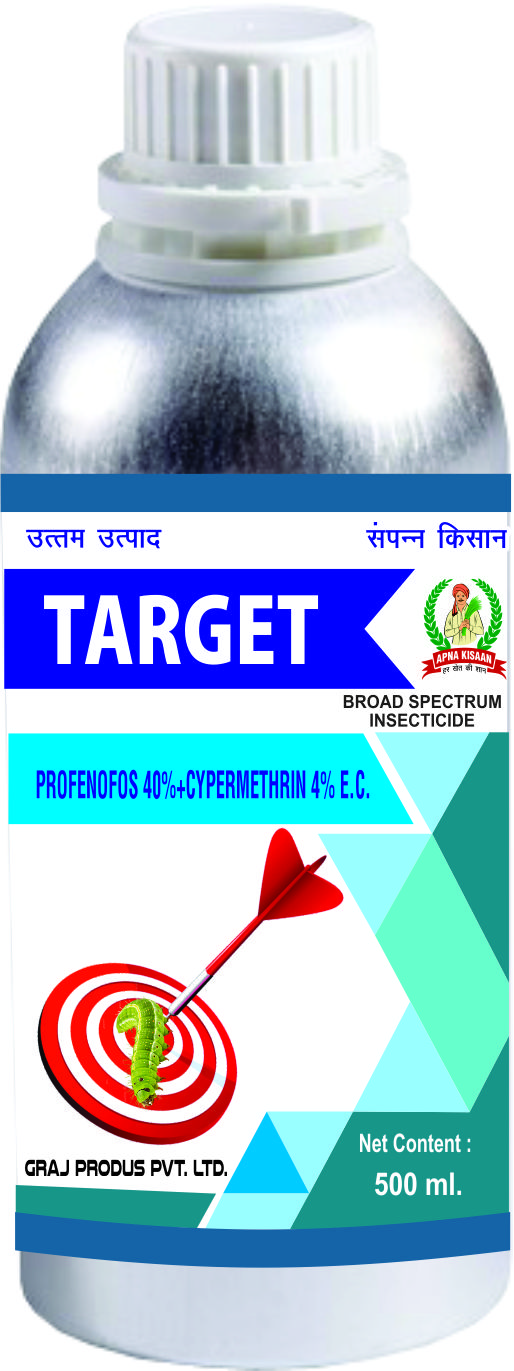 उत्तम उत्पाद
संपन्न किसान
TARGET
APNA KISAAN
हर खेत की शान
BROAD SPECTRUM
INSECTICIDE
PROFENOFOS 40%+CYPERMETHRIN 4% E.C.
GRAJ PRODUS PVT. LTD.
Net Content :
500 ml.